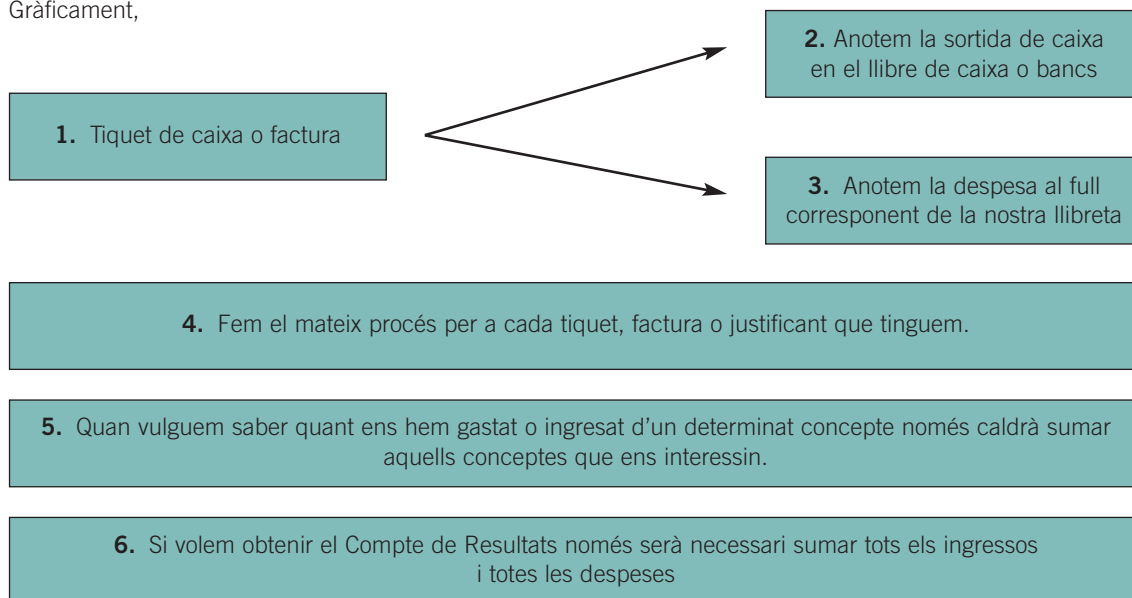 Gràficament,
1. Tiquet de caixa o factura
2. Anotem la sortida de caixa
en el llibre de caixa o bancs
3. Anotem la despesa al full
corresponent de la nostra llibreta
4. Fem el mateix procés per a cada tiquet, factura o justificant que tinguem.
5. Quan vulguem saber quant ens hem gastat o ingresat d’un determinat concepte només caldrà sumar
aquells conceptes que ens interessin.
6. Si volem obtenir el Compte de Resultats només serà necessari sumar tots els ingressos
i totes les despeses